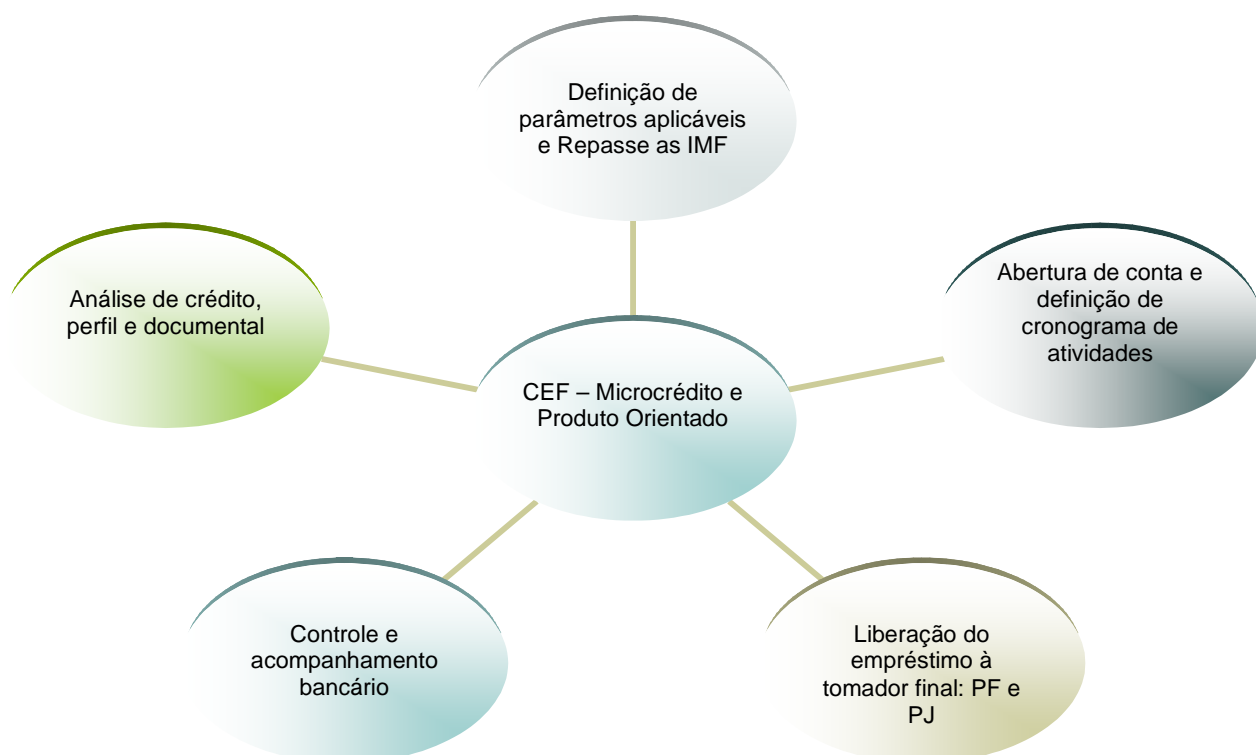 Definição de
parâmetros aplicáveis
e Repasse as IMF
Abertura de conta e
definição de
cronograma de
atividades
Análise de crédito,
perfil e documental
CEF – Microcrédito e
Produto Orientado
Controle e
acompanhamento
bancário
Liberação do
empréstimo à
tomador final: PF e
PJ